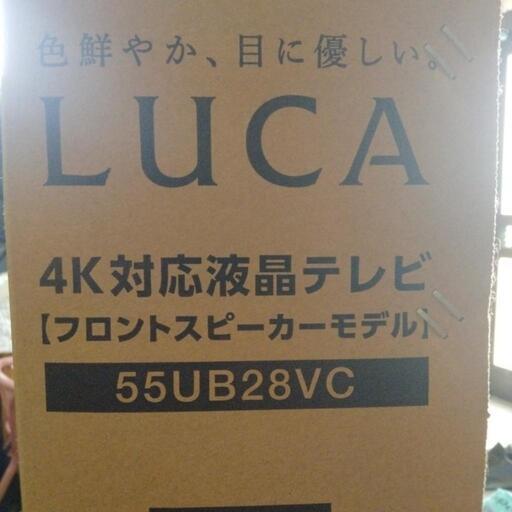 色鮮やか、目に優しい。
LUCA
4K対応液晶テレビ
【フロントスピーカーモデル】
55UB28VC